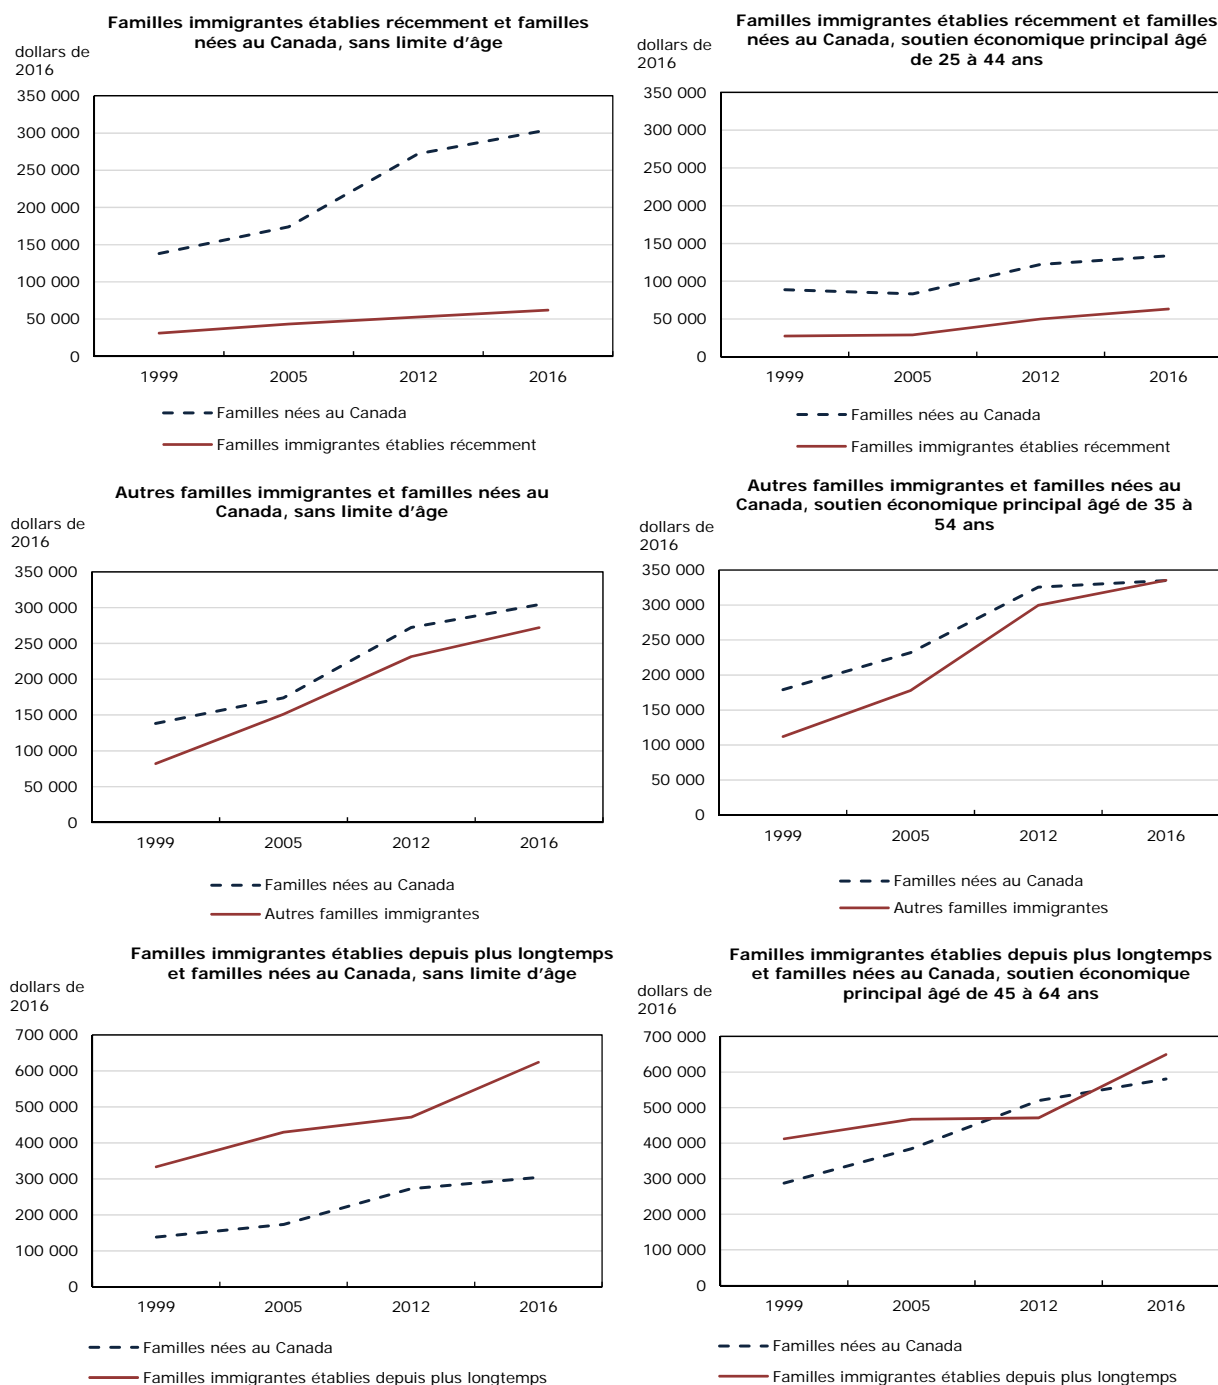 Familles immigrantes établies récemment et familles
nées au Canada, sans limite d’âge
dollars de
2016
350 000
300 000
250 000
200 000
150 000
100 000
50 000
0
1999
2005
2012
2016
Familles nées au Canada
Familles immigrantes établies récemment
Familles immigrantes établies récemment et familles
nées au Canada, soutien économique principal âgé
de 25 à 44 ans
dollars de
2016
350 000
300 000
250 000
200 000
150 000
100 000
50 000
0
1999
2005
2012
2016
Familles nées au Canada
Familles immigrantes établies récemment
Autres familles immigrantes et familles nées au
Canada, sans limite d’âge
dollars de
2016
350 000
300 000
250 000
200 000
150 000
100 000
50 000
0
1999
2005
2012
2016
Familles nées au Canada
Autres familles immigrantes
Autres familles immigrantes et familles nées au
Canada, soutien économique principal âgé de 35 à
54 ans
dollars de
2016
350 000
300 000
250 000
200 000
150 000
100 000
50 000
0
1999
2005
2012
2016
Familles nées au Canada
Autres familles immigrantes
Familles immigrantes établies depuis plus longtemps
et familles nées au Canada, sans limite d’âge
dollars de
2016
700 000
600 000
500 000
400 000
300 000
200 000
100 000
0
1999
2005
2012
2016
Familles nées au Canada
Familles immigrantes établies depuis plus longtemps
Familles immigrantes établies depuis plus longtemps
et familles nées au Canada, soutien économique
principal âgé de 45 à 64 ans
dollars de
2016
700 000
600 000
500 000
400 000
300 000
200 000
100 000
0
1999
2005
2012
2016
Familles nées au Canada
Familles immigrantes établies depuis plus longtemps